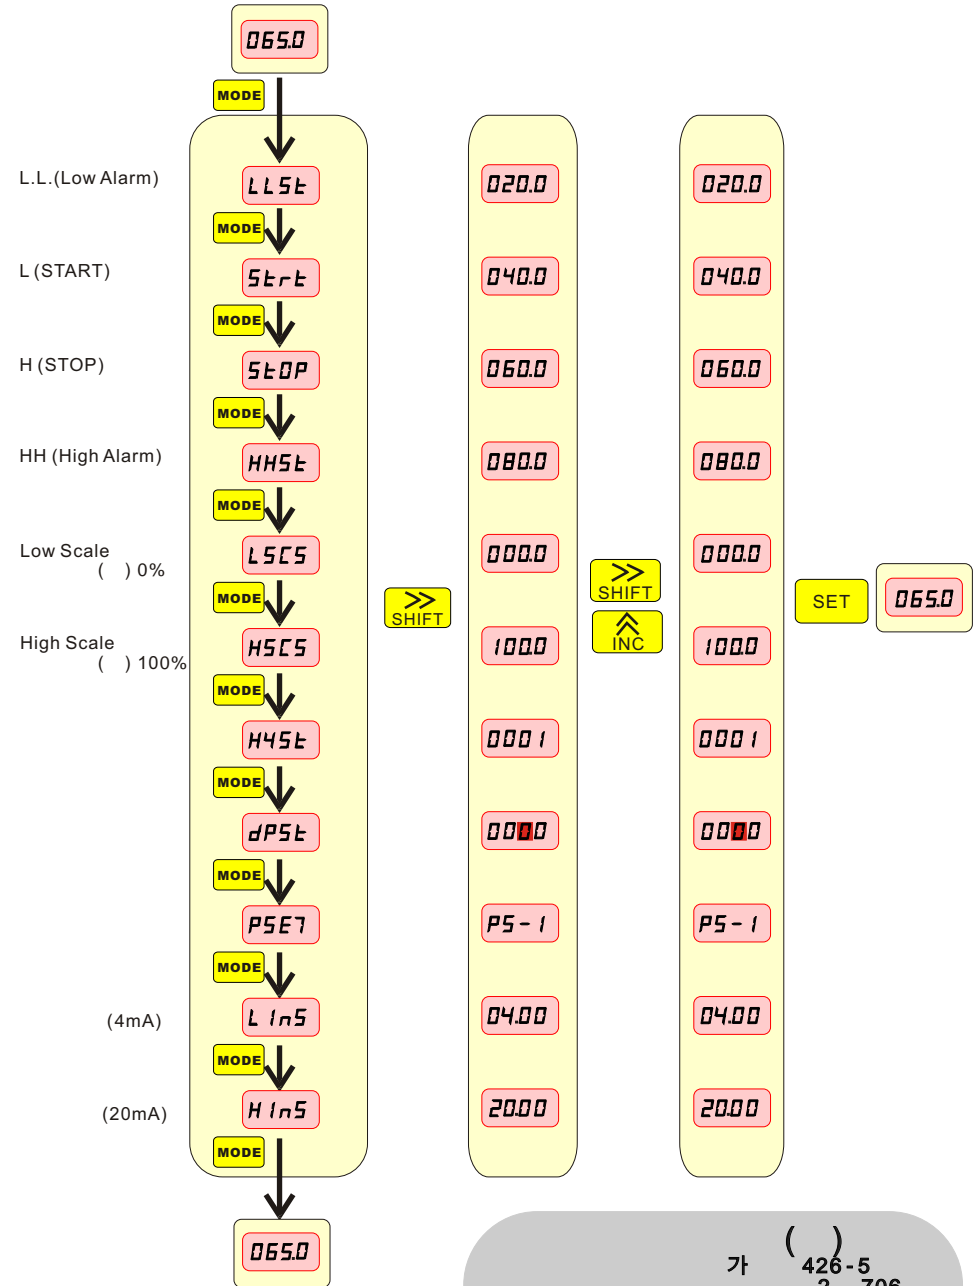 065.0
MODE
L.L.(Low Alarm) LLSt 020.0 020.0
MODE
L (START) Strt 040.0 040.0
MODE
H (STOP) StOP 060.0 060.0
MODE
HH (High Alarm) HHSt 080.0 080.0
MODE
Low Scale LSCS 000.0 000.0
( ) 0%
MODE
SHIFT
SHIFT
INC
SET 065.0
High Scale HSCS 100.0 100.0
( ) 100%
MODE
HYSt 0001 0001
MODE
dPSt 0000 0000
MODE
PSET PS-1 PS-1
MODE
(4mA) LInS 04.00 04.00
MODE
(20mA) HInS 20.00 20.00
MODE
065.0
( )
가 426-5
2 706